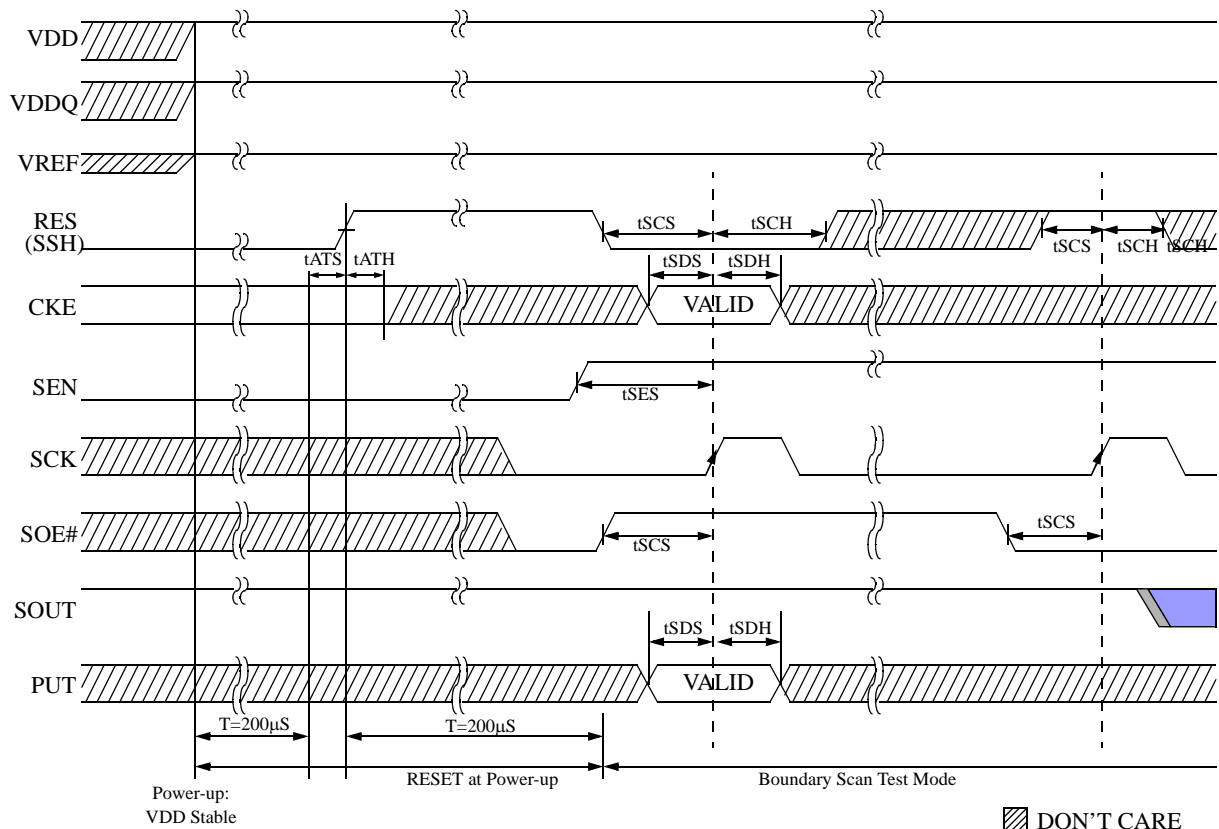 VDD
VDDQ
VREF
RES
(SSH)
tSCS
tSCH
tSCS
tSCH
tSCH
tATS
tATH
tSDS
tSDH
CKE
VALID
SEN
tSES
SCK
SOE#
tSCS
tSCS
SOUT
tSDS
tSDH
PUT
VALID
T=200μS
T=200μS
RESET at Power-up
Boundary Scan Test Mode
Power-up:
VDD Stable
DON'T CARE